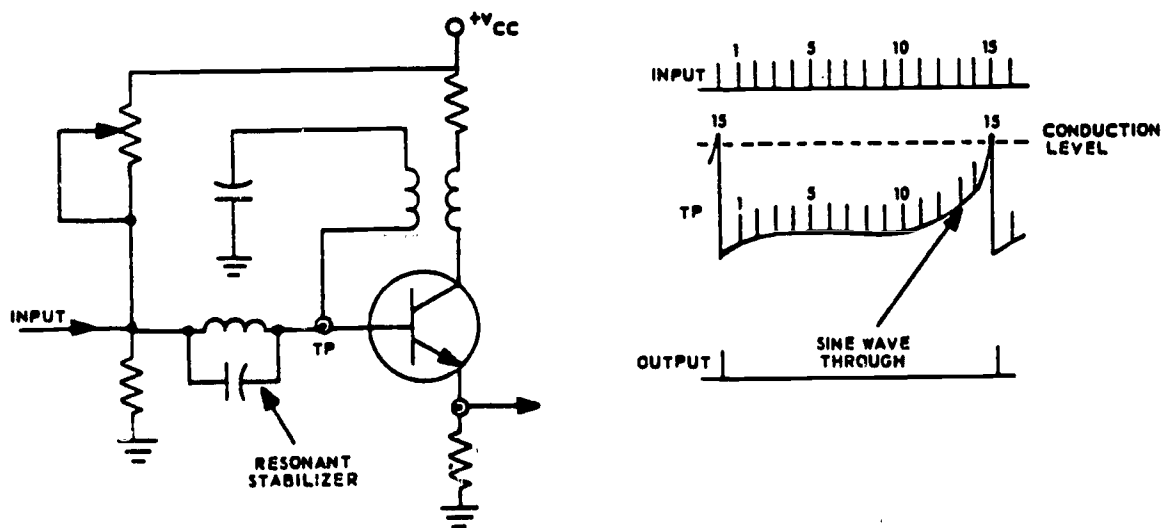 +VCC
INPUT
TP
RESONANT
STABILIZER
INPUT
1 5 10 15
15 15
CONDUCTION
LEVEL
TP
1 5 10
SINE WAVE
THROUGH
OUTPUT